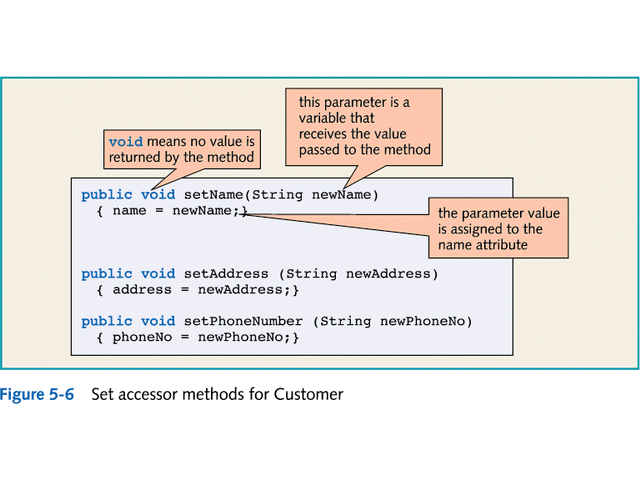 this parameter is a
variable that
receives the value
passed to the method
void means no value is
returned by the method
public void setName(String newName)
{ name = newName;}
the parameter value
is assigned to the
name attribute
public void setAddress (String newAddress)
{ address = newAddress;}
public void setPhoneNumber (String newPhoneNo)
{ phoneNo = newPhoneNo;}
Figure 5-6 Set accessor methods for Customer